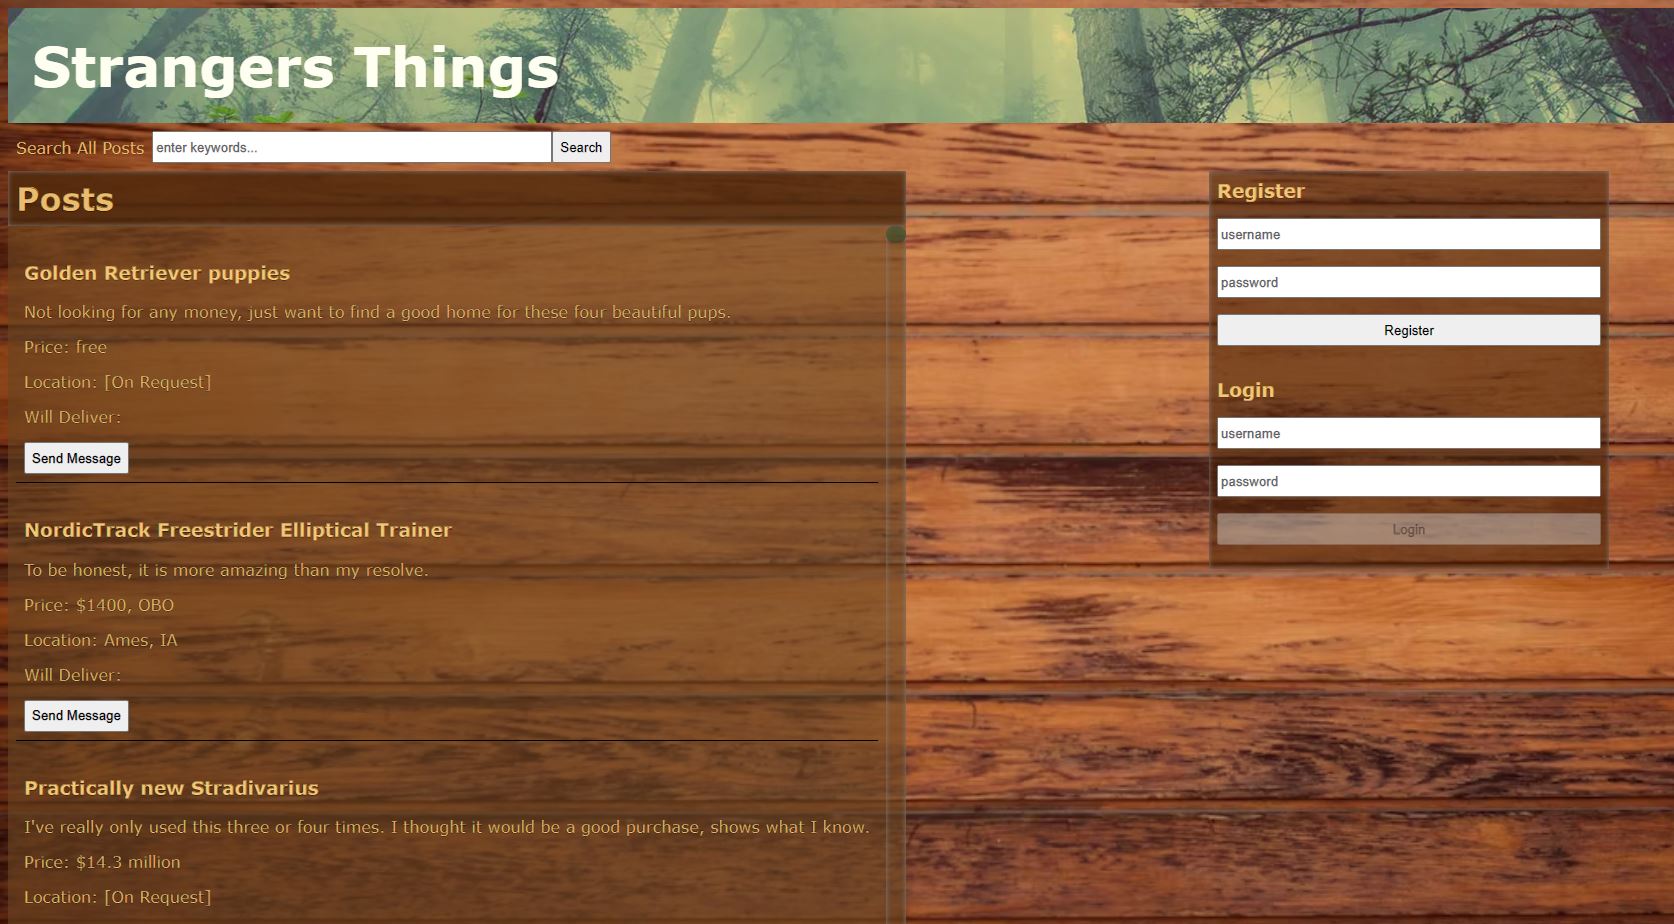 Strangers Things
Search All Posts enter keywords... Search
Posts
Golden Retriever puppies
Not looking for any money, just want to find a good home for these four beautiful pups.
Price: free
Location: [On Request]
Will Deliver:
Send Message
NordicTrack Freestrider Elliptical Trainer
To be honest, it is more amazing than my resolve.
Price: $1400, OBO
Location: Ames, IA
Will Deliver:
Send Message
Practically new Stradivarius
I've really only used this three or four times. I thought it would be a good purchase, shows what I know.
Price: $14.3 million
Location: [On Request]
Register
username
password
Register
Login
username
password
Login